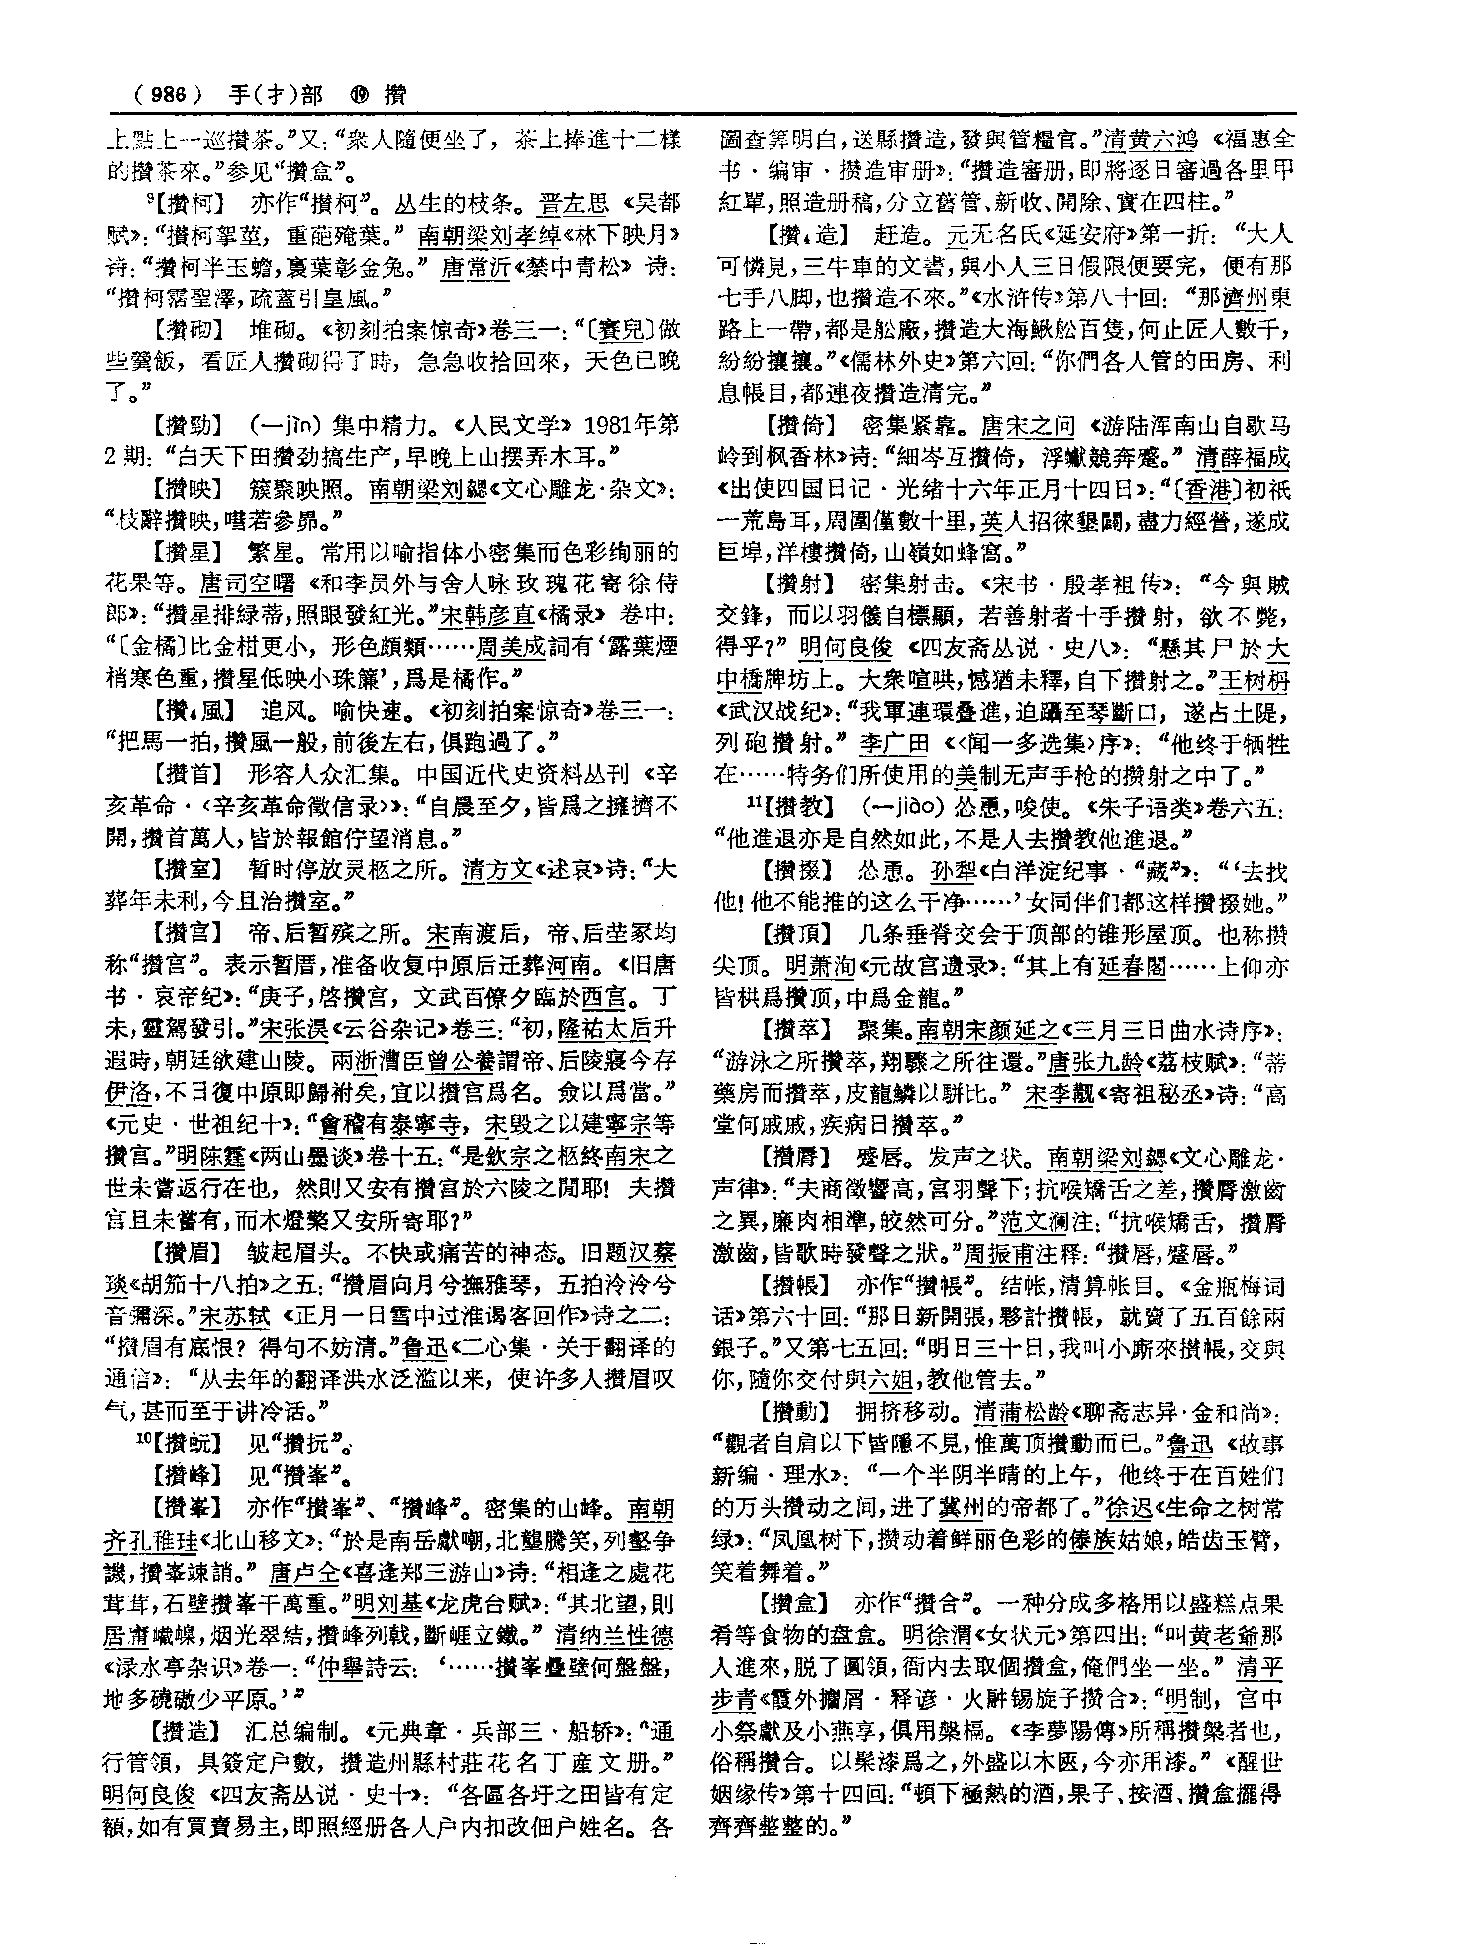 （986） 手(扌)部 ⑲ 攢
上點上一巡攢茶。”又：“衆人隨便坐了，茶上捧進十二樣
的攢茶來。”参见“攢盒”。
⁹【攢柯】 亦作“攅柯”。丛生的枝条。晋左思《吴都
赋》：“攢柯挐莖，重葩殗葉。”南朝梁刘孝绰《林下映月》
诗：“攢柯半玉蟾，裛葉彰金兔。”唐常沂《禁中青松》诗：
“攢柯霑聖澤，疏蓋引皇風。”
【攢砌】 堆砌。《初刻拍案惊奇》卷三一：“〔賽兒〕做
些羹飯，看匠人攢砌得了時，急急收拾回來，天色已晚
了。”
【攢勁】 （—jìn）集中精力。《人民文学》1981年第
2期：“白天下田攢劲搞生产，早晚上山摆弄木耳。”
【攢映】 簇聚映照。南朝梁刘勰《文心雕龙·杂文》：
“枝辭攢映，嘒若參昴。”
【攢星】 繁星。常用以喻指体小密集而色彩绚丽的
花果等。唐司空曙《和李员外与舍人咏玫瑰花寄徐侍
郎》：“攢星排緑蒂，照眼發紅光。”宋韩彦直《橘录》卷中：
“〔金橘〕比金柑更小，形色頗類……周美成詞有‘露葉煙
梢寒色重，攢星低映小珠簾’，爲是橘作。”
【攢₄風】 追风。喻快速。《初刻拍案惊奇》卷三一：
“把馬一拍，攢風一般，前後左右，俱跑過了。”
【攢首】 形容人众汇集。中国近代史资料丛刊《辛
亥革命·〈辛亥革命徵信录〉》：“自晨至夕，皆爲之擁擠不
開，攢首萬人，皆於報館佇望消息。”
【攢室】 暂时停放灵柩之所。清方文《述哀》诗：“大
葬年未利，今且治攢室。”
【攢宫】 帝、后暂殡之所。宋南渡后，帝、后茔冢均
称“攢宫”。表示暂厝，准备收复中原后迁葬河南。《旧唐
书·哀帝纪》：“庚子，啓攢宫，文武百僚夕臨於西宫。丁
未，靈駕發引。”宋张淏《云谷杂记》卷三：“初，隆祐太后升
遐時，朝廷欲建山陵。兩浙漕臣曾公𠔌謂帝、后陵寢今存
伊洛，不日復中原即歸祔矣，宜以攢宫爲名。僉以爲當。”
《元史·世祖纪十》：“會稽有泰寧寺，宋毁之以建寧宗等
攢宫。”明陈霆《两山墨谈》卷十五：“是欽宗之柩終南宋之
世未嘗返行在也，然則又安有攢宫於六陵之間耶！夫攢
宫且未嘗有，而木燈檠又安所寄耶？”
【攢眉】 皱起眉头。不快或痛苦的神态。旧题汉蔡
琰《胡笳十八拍》之五：“攢眉向月兮撫雅琴，五拍泠泠兮
音彌深。”宋苏轼《正月一日雪中过淮谒客回作》诗之二：
“攢眉有底恨？得句不妨清。”鲁迅《二心集·关于翻译的
通信》：“从去年的翻译洪水泛滥以来，使许多人攢眉叹
气，甚而至于讲冷话。”
¹⁰【攢蚖】 见“攢抏”。
【攢峰】 见“攢峯”。
【攢峯】 亦作“攅峯”、“攢峰”。密集的山峰。南朝
齐孔稚珪《北山移文》：“於是南岳獻嘲，北壟騰笑，列壑争
譏，攢峯竦誚。”唐卢仝《喜逢郑三游山》诗：“相逢之處花
茸茸，石壁攢峯千萬重。”明刘基《龙虎台赋》：“其北望，則
居庸巀嵲，烟光翠結，攢峰列戟，斷崕立鐵。”清纳兰性德
《渌水亭杂识》卷一：“仲舉詩云：‘……攅峯疊壁何盤盤，
地多磽礉少平原。’”
【攢造】 汇总编制。《元典章·兵部三·船轿》：“通
行管領，具簽定户數，攢造州縣村莊花名丁産文册。”
明何良俊《四友斋丛说·史十》：“各區各圩之田皆有定
額，如有買賣易主，即照經册各人户内扣改佃户姓名。各
圖查筭明白，送縣攢造，發與管糧官。”清黄六鸿《福惠全
书·编审·攒造审册》：“攢造審册，即將逐日審過各里甲
紅單，照造册稿，分立舊管、新收、開除、實在四柱。”
【攢₄造】 赶造。元无名氏《延安府》第一折：“大人
可憐見，三牛車的文書，與小人三日假限便要完，便有那
七手八脚，也攢造不來。”《水浒传》第八十回：“那濟州東
路上一帶，都是舡廠，攢造大海鰍舡百隻，何止匠人數千，
紛紛攘攘。”《儒林外史》第六回：“你們各人管的田房、利
息帳目，都連夜攢造清完。”
【攢倚】 密集紧靠。唐宋之问《游陆浑南山自歇马
岭到枫香林》诗：“細岑互攢倚，浮巘競奔蹙。”清薛福成
《出使四国日记·光绪十六年正月十四日》：“〔香港〕初祇
一荒島耳，周圍僅數十里，英人招徠墾闢，盡力經營，遂成
巨埠，洋樓攢倚，山嶺如蜂窩。”
【攢射】 密集射击。《宋书·殷孝祖传》：“今與賊
交鋒，而以羽儀自標顯，若善射者十手攢射，欲不斃，
得乎？”明何良俊《四友斋丛说·史八》：“懸其尸於大
中橋牌坊上。大衆喧哄，憾猶未釋，自下攢射之。”王树枬
《武汉战纪》：“我軍連環叠進，迫躡至琴斷口，遂占土隄，
列砲攢射。”李广田《〈闻一多选集〉序》：“他终于牺牲
在……特务们所使用的美制无声手枪的攒射之中了。”
¹¹【攢教】 （—jiào）怂恿，唆使。《朱子语类》卷六五：
“他進退亦是自然如此，不是人去攢教他進退。”
【攢掇】 怂恿。孙犁《白洋淀纪事·“藏”》：“‘去找
他！他不能推的这么干净……’女同伴们都这样攢掇她。”
【攢頂】 几条垂脊交会于顶部的锥形屋顶。也称攒
尖顶。明萧洵《元故宫遗录》：“其上有延春閣……上仰亦
皆栱爲攢顶，中爲金龍。”
【攢萃】 聚集。南朝宋颜延之《三月三日曲水诗序》：
“游泳之所攢萃，翔驟之所往還。”唐张九龄《荔枝赋》：“蒂
藥房而攢萃，皮龍鱗以駢比。”宋李觏《寄祖秘丞》诗：“高
堂何戚戚，疾病日攢萃。”
【攢脣】 蹙唇。发声之状。南朝梁刘勰《文心雕龙·
声律》：“夫商徵響高，宫羽聲下；抗喉矯舌之差，攢脣激齒
之異，廉肉相準，皎然可分。”范文澜注：“抗喉矯舌，攢脣
激齒，皆歌時發聲之狀。”周振甫注释：“攢唇，蹙唇。”
【攢帳】 亦作“攅帳”。结帐，清算帐目。《金瓶梅词
话》第六十回：“那日新開張，夥計攢帳，就賣了五百餘兩
銀子。”又第七五回：“明日三十日，我叫小廝來攅帳，交與
你，隨你交付與六姐，教他管去。”
【攢動】 拥挤移动。清蒲松龄《聊斋志异·金和尚》：
“觀者自肩以下皆隱不見，惟萬顶攢動而已。”鲁迅《故事
新编·理水》：“一个半阴半晴的上午，他终于在百姓们
的万头攒动之间，进了冀州的帝都了。”徐迟《生命之树常
绿》：“凤凰树下，攒动着鲜丽色彩的傣族姑娘，皓齿玉臂，
笑着舞着。”
【攢盒】 亦作“攢合”。一种分成多格用以盛糕点果
肴等食物的盘盒。明徐渭《女状元》第四出：“叫黄老爺那
人進來，脱了圓領，衙内去取個攢盒，俺們坐一坐。”清平
步青《霞外攟屑·释谚·火斢锡旋子攒合》：“明制，宫中
小祭獻及小燕享，俱用槃榼。《李夢陽傳》所稱攢槃者也，
俗稱攢合。以髹漆爲之，外盛以木匧，今亦用漆。”《醒世
姻缘传》第十四回：“頓下極熱的酒，果子、按酒、攢盒擺得
齊齊整整的。”